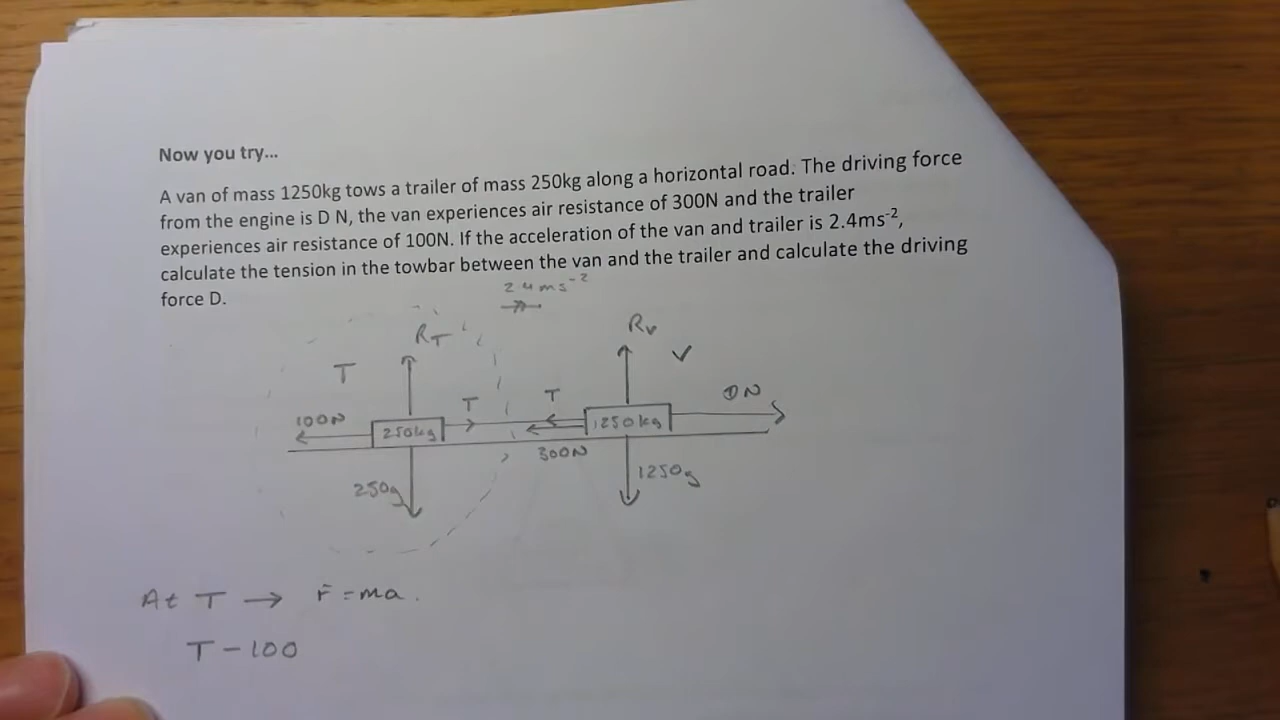 Now you try...
A van of mass 1250kg tows a trailer of mass 250kg along a horizontal road. The driving force
from the engine is D N, the van experiences air resistance of 300N and the trailer
experiences air resistance of 100N. If the acceleration of the van and trailer is 2.4ms⁻²,
calculate the tension in the towbar between the van and the trailer and calculate the driving
force D.
2.4ms⁻²
R_T
R_V
T
V
100N
T
T
DN
250kg
1250kg
300N
250g
1250g
At T → F=ma.
T-100